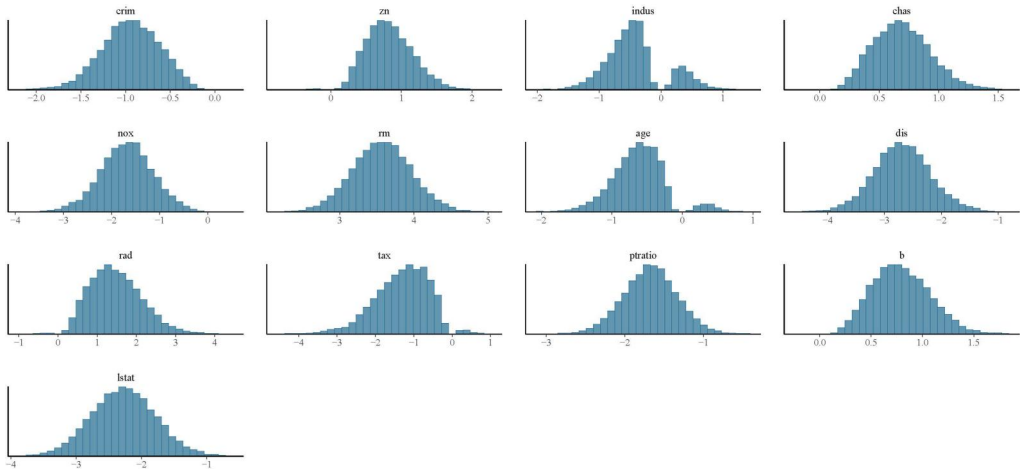 crim zn indus chas
−2.0 −1.5 −1.0 −0.5 0.0 0 1 2 −2 −1 0 1 0.0 0.5 1.0 1.5
nox rm age dis
−4 −3 −2 −1 0 3 4 5 −2 −1 0 1 −4 −3 −2 −1
rad tax ptratio b
−1 0 1 2 3 4 −4 −3 −2 −1 0 1 −3 −2 −1 0.0 0.5 1.0 1.5
lstat
−4 −3 −2 −1